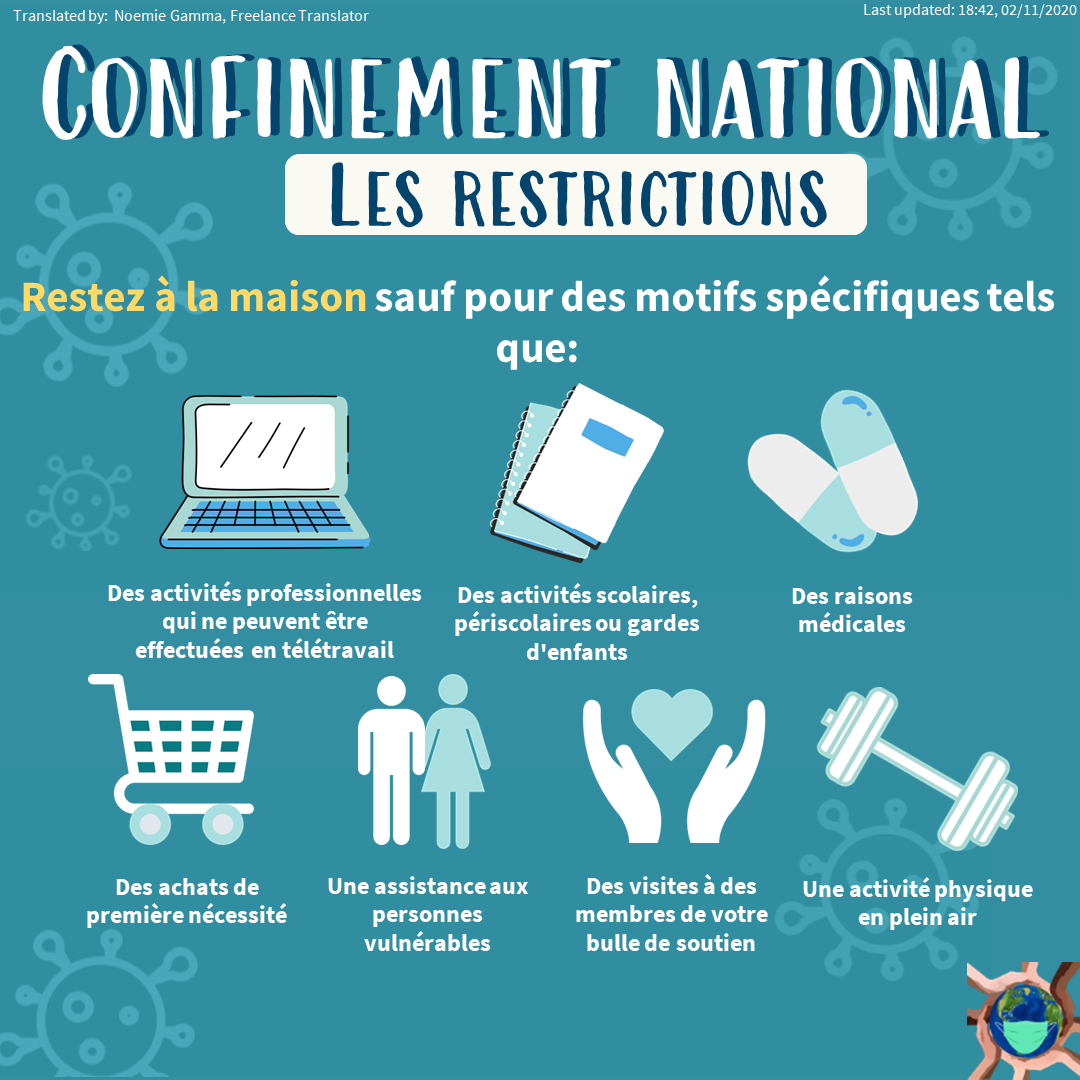 Translated by: Noemie Gamma, Freelance Translator
Last updated: 18:42, 02/11/2020
CONFINEMENT NATIONAL
LES RESTRICTIONS
Restez à la maison sauf pour des motifs spécifiques tels
que:
Des activités professionnelles
qui ne peuvent être
effectuées en télétravail
Des activités scolaires,
périscolaires ou gardes
d'enfants
Des raisons
médicales
Des achats de
première nécessité
Une assistance aux
personnes
vulnérables
Des visites à des
membres de votre
bulle de soutien
Une activité physique
en plein air